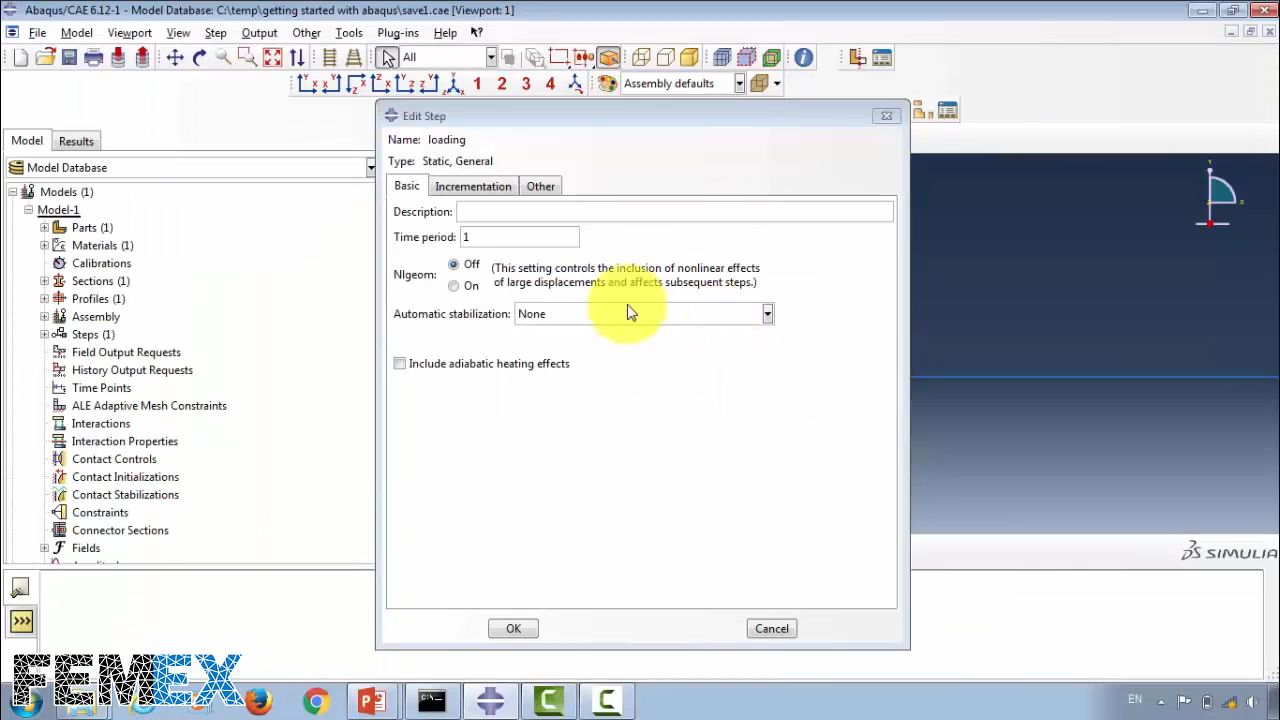 Abaqus/CAE 6.12-1 - Model Database: C:\temp\getting started with abaqus\save1.cae [Viewport: 1]
File Model Viewport View Step Output Other Tools Plug-ins Help
All
1 2 3 4 Assembly defaults
Edit Step
Name: loading
Type: Static, General
Basic Incrementation Other
Description:
Time period: 1
Nlgeom: Off (This setting controls the inclusion of nonlinear effects
On of large displacements and affects subsequent steps.)
Automatic stabilization: None
Include adiabatic heating effects
OK Cancel
Model Results
Model Database
Models (1)
Model-1
Parts (1)
Materials (1)
Calibrations
Sections (1)
Profiles (1)
Assembly
Steps (1)
Field Output Requests
History Output Requests
Time Points
ALE Adaptive Mesh Constraints
Interactions
Interaction Properties
Contact Controls
Contact Initializations
Contact Stabilizations
Constraints
Connector Sections
Fields
SIMULIA
>>>
FEMEX
EN